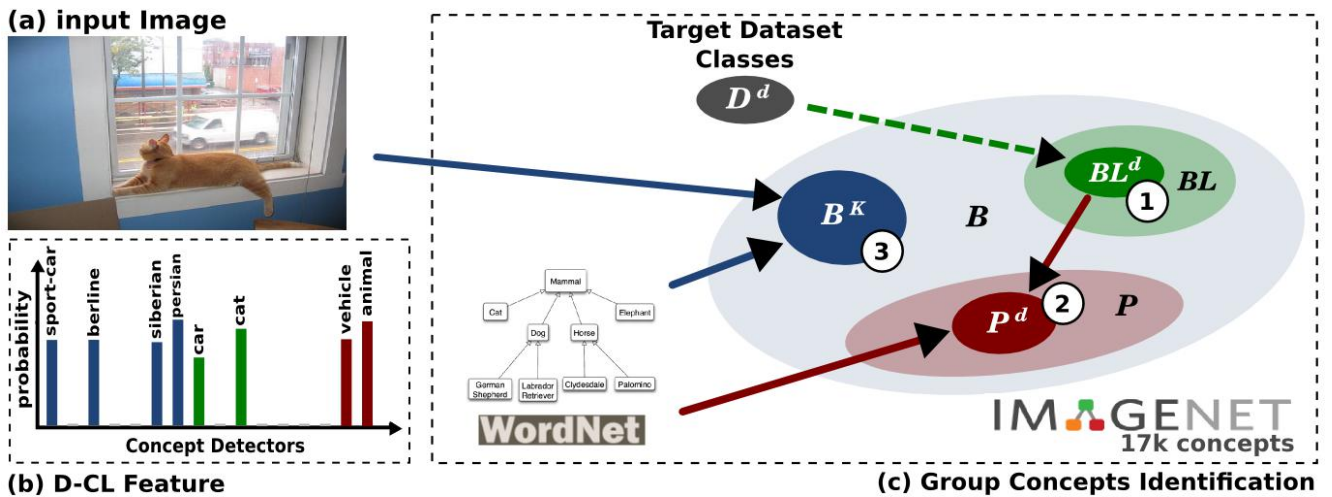 (a) input Image
probability
sport-car
berline
siberian
persian
car
cat
vehicle
animal
Concept Detectors
(b) D-CL Feature
Target Dataset
Classes
D d
BL d
BL
1
B K
3
B
2
P d
P
Mammal
Cat
Elephant
Dog
Horse
German
Shepherd
Labrador
Retriever
Clydesdale
Palomino
WordNet
IMAGENET
17k concepts
(c) Group Concepts Identification